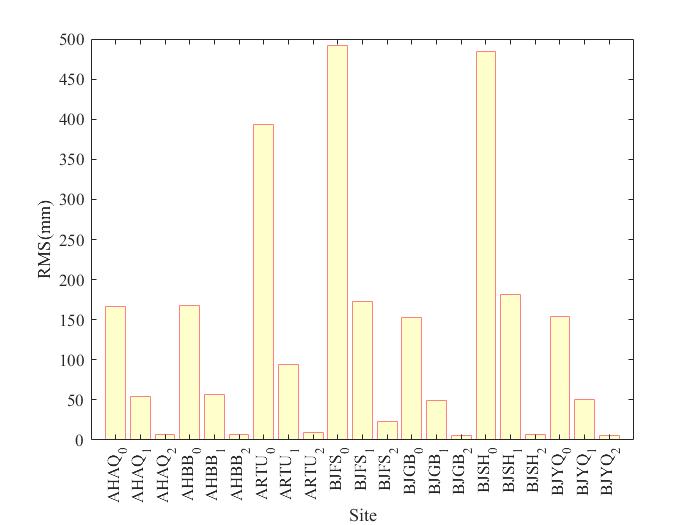 500
450
400
350
300
250
200
150
100
50
0
RMS(mm)
AHAQ0
AHAQ1
AHAQ2
AHBB0
AHBB1
AHBB2
ARTU0
ARTU1
ARTU2
BJFS0
BJFS1
BJFS2
BJGB0
BJGB1
BJGB2
BJSH0
BJSH1
BJSH2
BJYQ0
BJYQ1
BJYQ2
Site